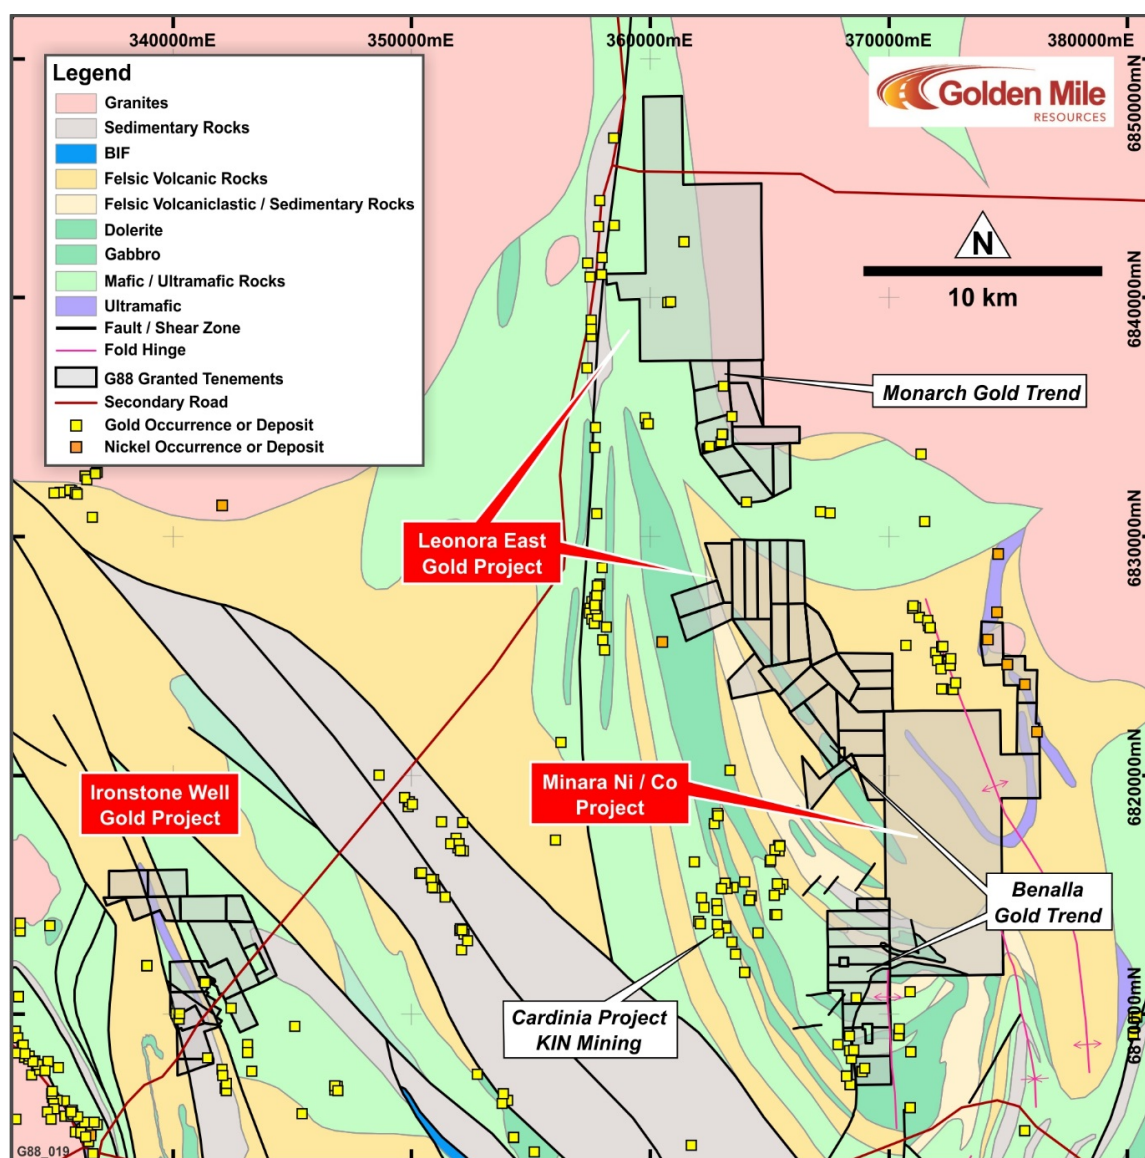 340000mE
350000mE
360000mE
370000mE
380000mE
Legend
Granites
Sedimentary Rocks
BIF
Felsic Volcanic Rocks
Felsic Volcaniclastic / Sedimentary Rocks
Dolerite
Gabbro
Mafic / Ultramafic Rocks
Ultramafic
Fault / Shear Zone
Fold Hinge
G88 Granted Tenements
Secondary Road
Gold Occurrence or Deposit
Nickel Occurrence or Deposit
Golden Mile
RESOURCES
N
10 km
6850000mN
6840000mN
6830000mN
6820000mN
6810000mN
Monarch Gold Trend
Leonora East
Gold Project
Ironstone Well
Gold Project
Minara Ni / Co
Project
Benalla
Gold Trend
Cardinia Project
KIN Mining
G88_019